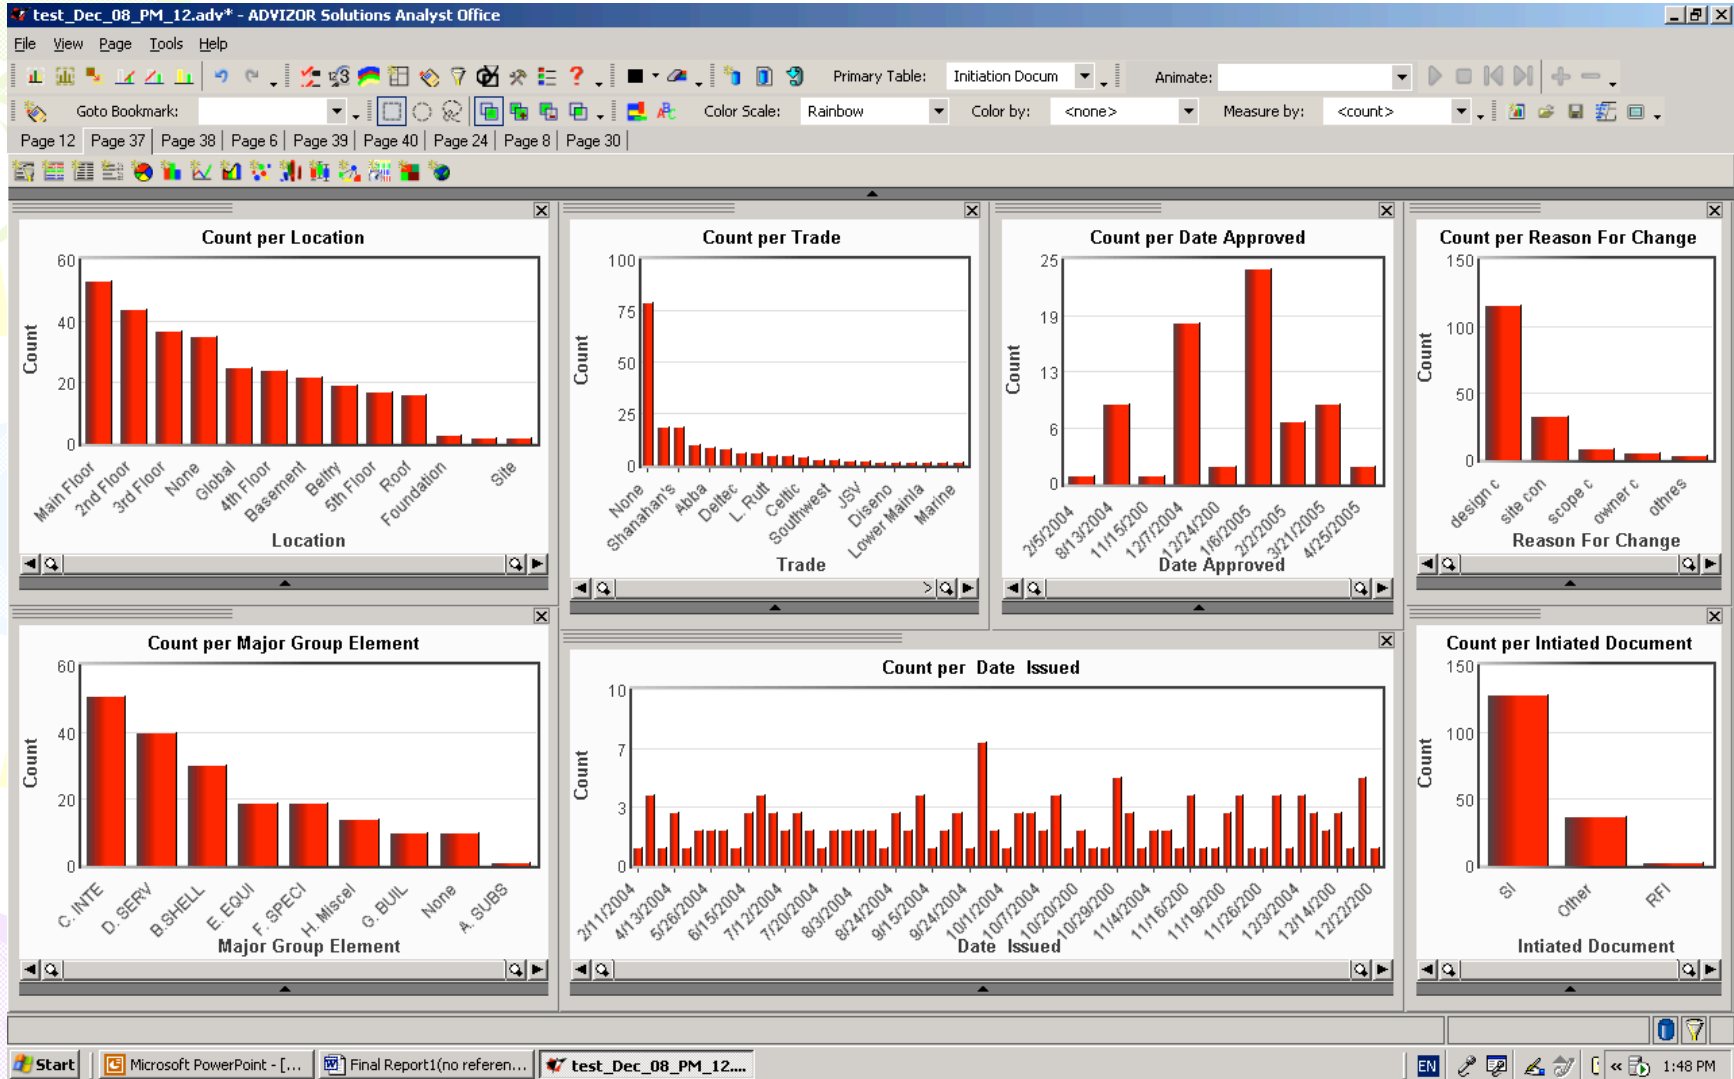 test_Dec_08_PM_12.adv* - ADVIZOR Solutions Analyst Office
File View Page Tools Help
Primary Table: Initiation Docum Animate:
Goto Bookmark: Color Scale: Rainbow Color by: <none> Measure by: <count>
Page 12 Page 37 Page 38 Page 6 Page 39 Page 40 Page 24 Page 8 Page 30
Count per Location
Count
60
40
20
0
Main Floor
2nd Floor
3rd Floor
None
Global
4th Floor
Basement
Belfry
5th Floor
Roof
Foundation
Site
Location
Count per Trade
Count
100
75
50
25
0
None
Shanahan's
Abba
Deltec
L. Rutt
Celtic
Southwest
JSV
Diseno
Lower Mainla
Marine
Trade
Count per Date Approved
Count
25
19
13
6
0
2/5/2004
8/13/2004
11/15/200
12/7/2004
12/24/200
1/6/2005
2/2/2005
3/21/2005
4/25/2005
Date Approved
Count per Reason For Change
Count
150
100
50
0
design c
site con
scope c
owner c
othres
Reason For Change
Count per Major Group Element
Count
60
40
20
0
C. INTE
D. SERV
B.SHELL
E. EQUI
F. SPECI
H. Miscel
G. BUIL
None
A. SUBS
Major Group Element
Count per Date Issued
Count
10
7
3
0
2/11/2004
4/13/2004
5/26/2004
6/15/2004
7/12/2004
7/20/2004
8/3/2004
8/24/2004
9/15/2004
9/24/2004
10/1/2004
10/7/2004
10/20/200
10/29/200
11/4/2004
11/16/200
11/19/200
11/26/200
12/3/2004
12/14/200
12/22/200
Date Issued
Count per Intiated Document
Count
150
100
50
0
SI
Other
RFI
Intiated Document
Start Microsoft PowerPoint - [... Final Report1(no referen... test_Dec_08_PM_12.... EN « 1:48 PM